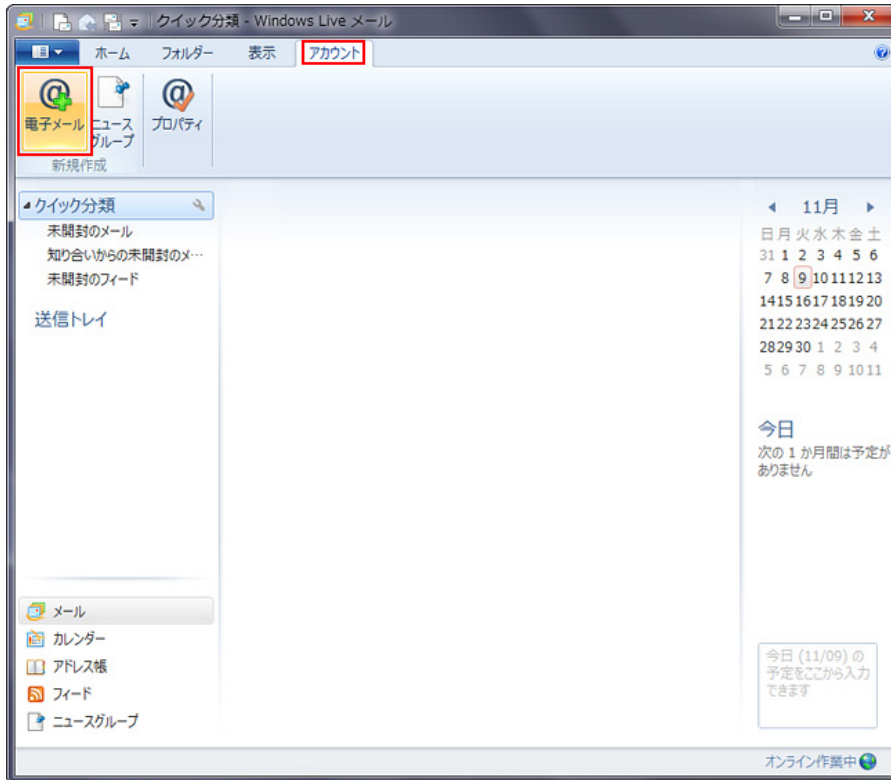 クイック分類 - Windows Live メール
ホーム フォルダー 表示 アカウント
電子メール
ニュースグループ
プロパティ
新規作成
クイック分類
未開封のメール
知り合いからの未開封のメ…
未開封のフィード
送信トレイ
メール
カレンダー
アドレス帳
フィード
ニュースグループ
11月
日 月 火 水 木 金 土
31 1 2 3 4 5 6
7 8 9 10 11 12 13
14 15 16 17 18 19 20
21 22 23 24 25 26 27
28 29 30 1 2 3 4
5 6 7 8 9 10 11
今日
次の 1 か月間は予定が
ありません
今日 (11/09) の
予定をここから入力
できます
オンライン作業中